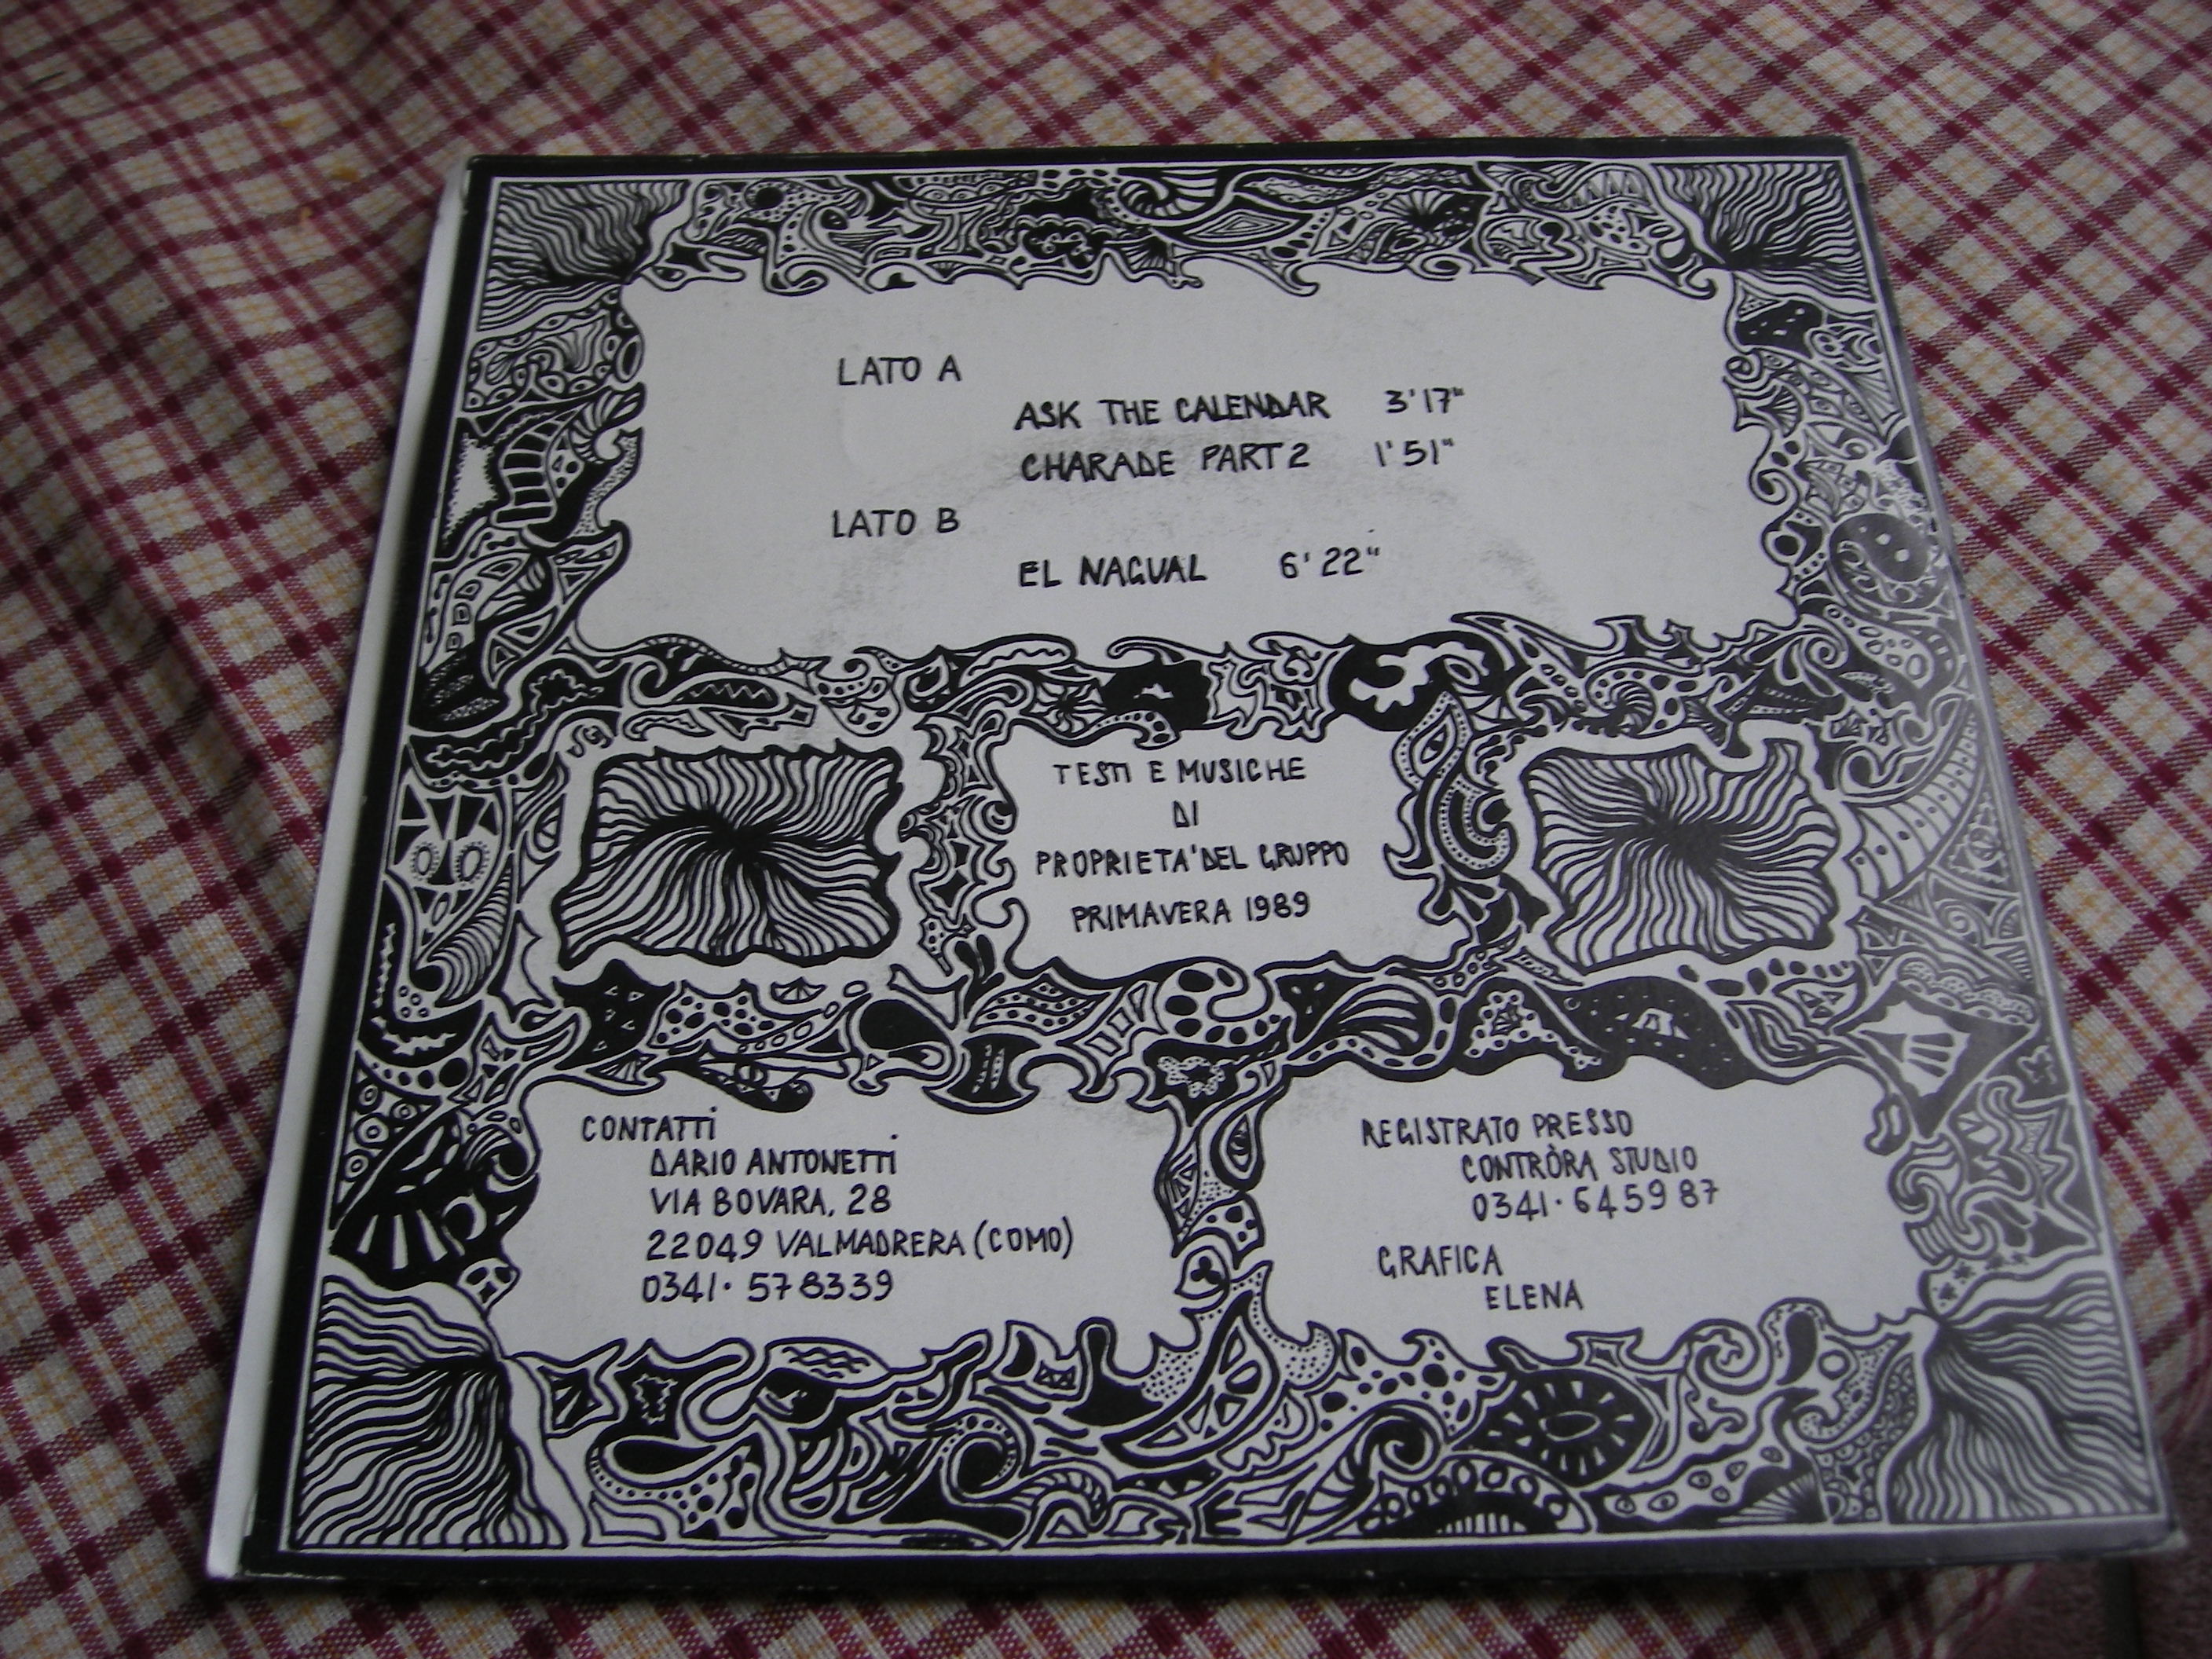 LATO A
ASK THE CALENDAR 3'17"
CHARADE PART 2 1'51"
LATO B
EL NAGUAL 6'22"
TESTI E MUSICHE
DI
PROPRIETA' DEL GRUPPO
PRIMAVERA 1989
CONTATTI
DARIO ANTONETTI
VIA BOVARA, 28
22049 VALMADRERA (COMO)
0341·578339
REGISTRATO PRESSO
CONTRÒRA STUDIO
0341·645987
GRAFICA
ELENA